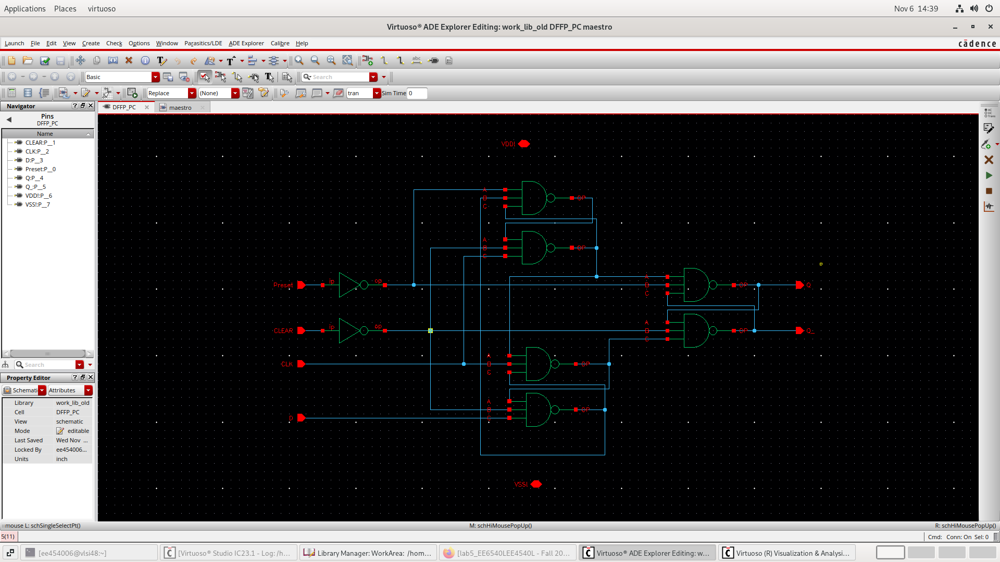 Applications Places virtuoso Nov 6 14:39
Virtuoso® ADE Explorer Editing: work_lib_old DFFP_PC maestro
Launch File Edit View Create Check Options Window Parasitics/LDE ADE Explorer Calibre Help cādence
Basic Search
Replace (None) tran Sim Time 0
Navigator DFFP_PC maestro
Pins
DFFP_PC
Name
CLEAR:P__1
CLK:P__2
D:P__3
Preset:P__0
Q:P__4
Q_:P__5
VDD!:P__6
VSS!:P__7
Search
Property Editor
Schemati Attributes
Library work_lib_old
Cell DFFP_PC
View schematic
Mode editable
Last Saved Wed Nov ...
Locked By ee454006...
Units inch
VDD!
A
B OP
C
A
B OP
C
Preset ip op
A
B OP Q
C
CLEAR ip op
A
B OP Q_
C
CLK
A
B OP
C
A
B OP
C
D
VSS!
mouse L: schSingleSelectPt() M: schHiMousePopUp() R: schHiMousePopUp()
5(11) Cmd: Conn: On Sel: 0
[ee454006@vlsi48:~] [Virtuoso® Studio IC23.1 - Log: /h... Library Manager: WorkArea: /hom... [lab5_EE6540LEE4540L - Fall 20... Virtuoso® ADE Explorer Editing: w... Virtuoso (R) Visualization & Analysi...